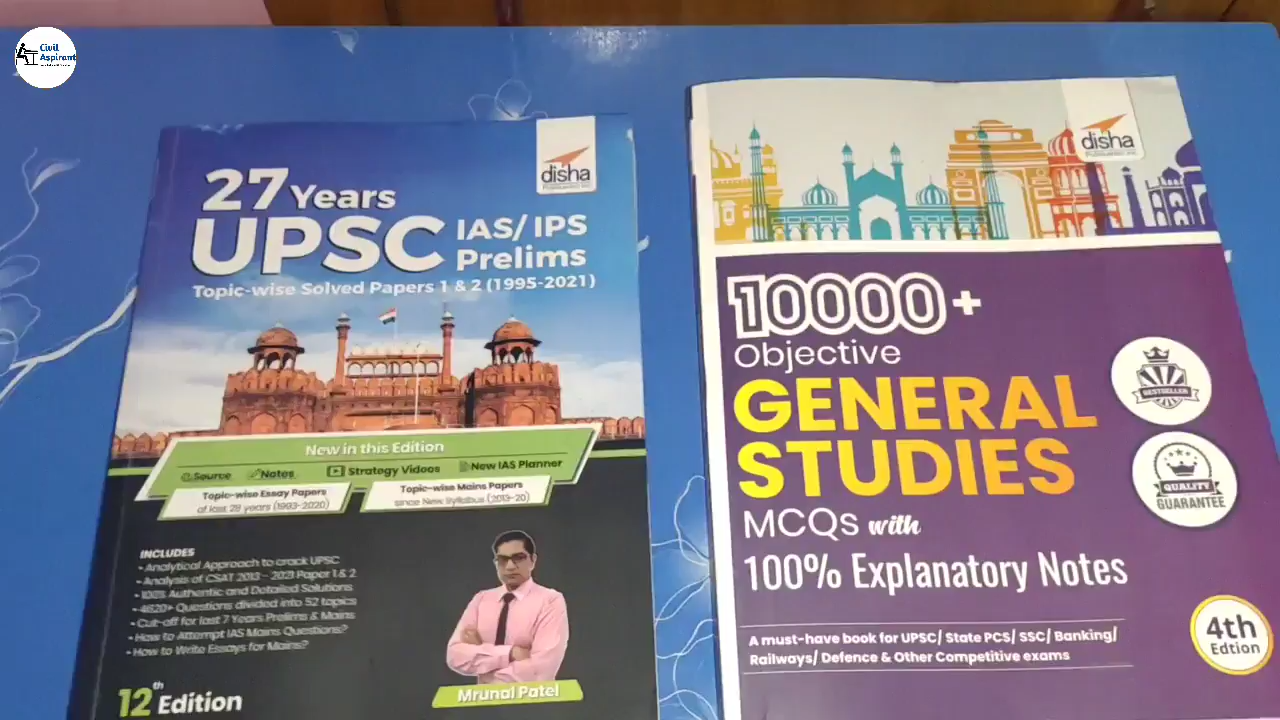 Civil
Aspirant
disha
27 Years
UPSC IAS/IPS
Prelims
Topic-wise Solved Papers 1 & 2 (1995-2021)
New in this Edition
Source Notes Strategy Videos New IAS Planner
Topic-wise Essay Papers
of last 28 years (1993-2020)
Topic-wise Mains Papers
since New Syllabus (2013-20)
INCLUDES
• Analytical Approach to crack UPSC
• Analysis of CSAT 2013 - 2021 Paper 1 & 2
• 100% Authentic and Detailed Solutions
• 4620+ Questions divided into 52 topics
• Cut-off for last 7 Years Prelims & Mains
• How to Attempt IAS Mains Questions?
• How to Write Essays for Mains?
Mrunal Patel
12th Edition
disha
10000+
Objective
GENERAL
STUDIES
MCQs with
100% Explanatory Notes
BESTSELLER
QUALITY
GUARANTEE
A must-have book for UPSC/ State PCS/ SSC/ Banking/
Railways/ Defence & Other Competitive exams
4th
Edtion